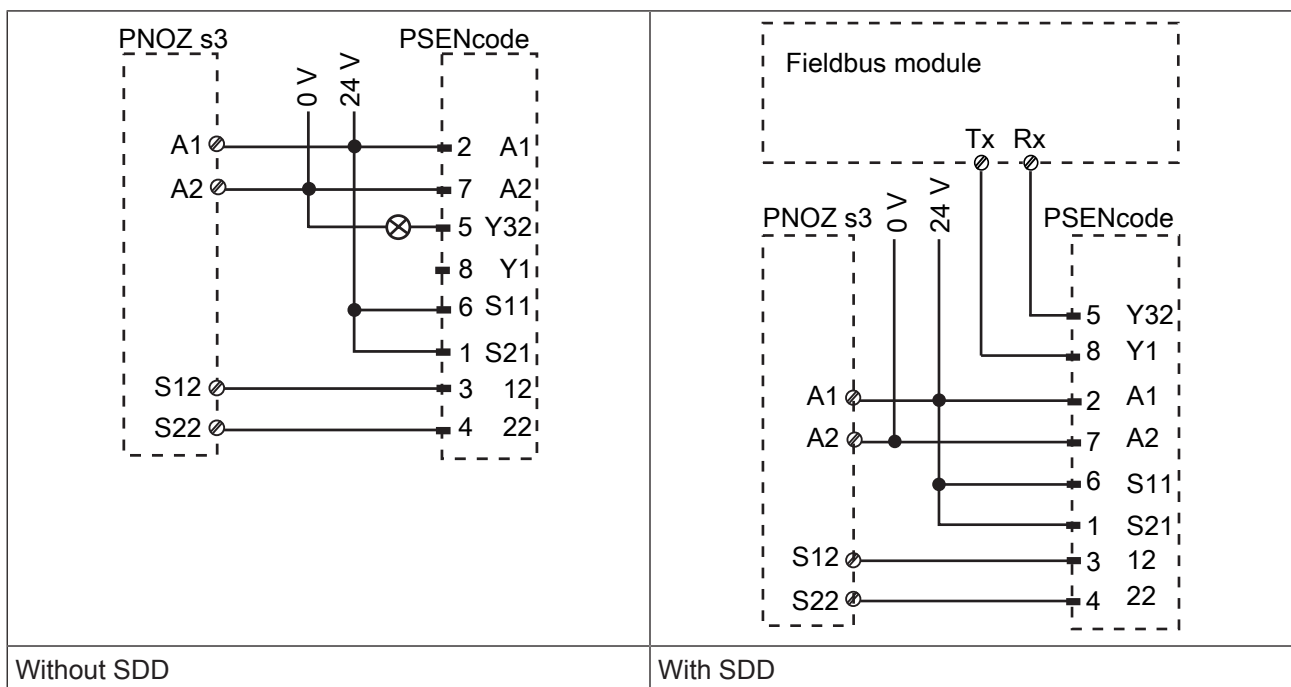 PNOZ s3 PSENcode
0 V
24 V
A1 2 A1
A2 7 A2
5 Y32
8 Y1
6 S11
1 S21
S12 3 12
S22 4 22
Without SDD
Fieldbus module
Tx Rx
PNOZ s3 PSENcode
0 V
24 V
5 Y32
8 Y1
A1 2 A1
A2 7 A2
6 S11
1 S21
S12 3 12
S22 4 22
With SDD